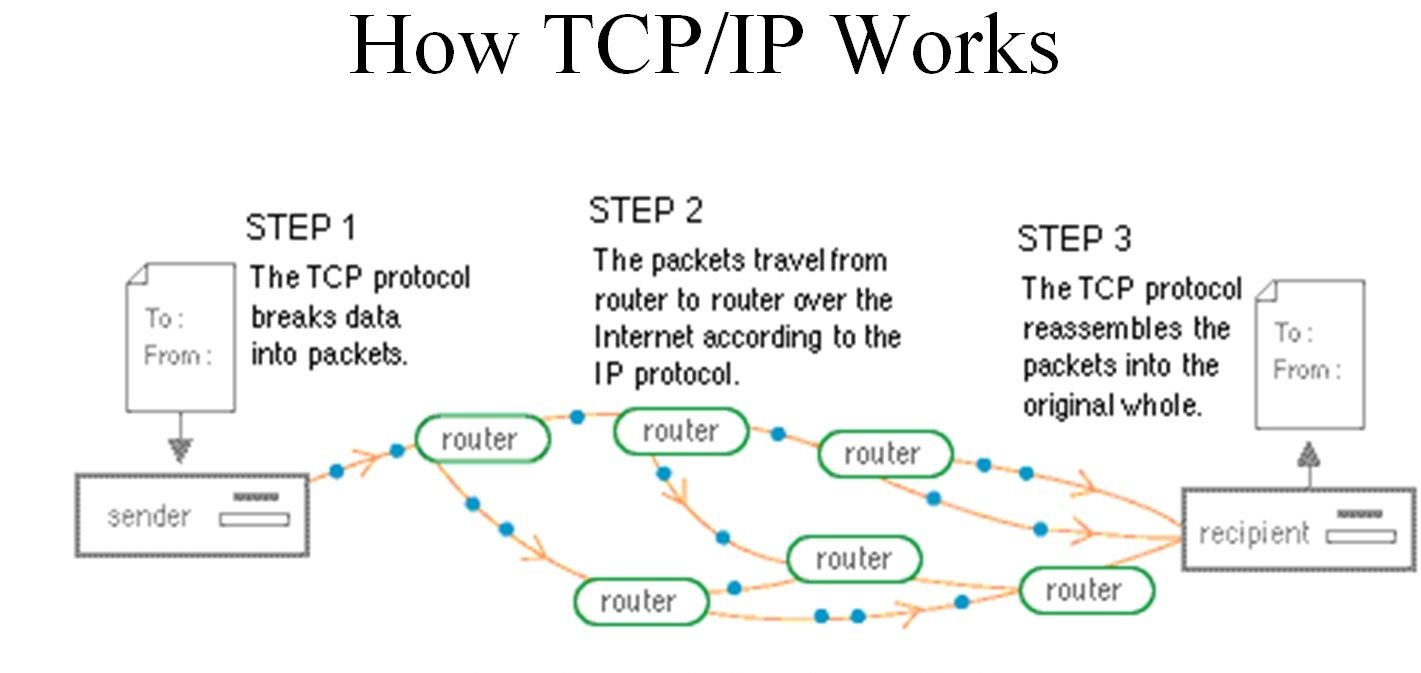 How TCP/IP Works
STEP 1
The TCP protocol
breaks data
into packets.
To :
From :
sender
STEP 2
The packets travel from
router to router over the
Internet according to the
IP protocol.
STEP 3
The TCP protocol
reassembles the
packets into the
original whole.
To :
From :
router
router
router
router
router
router
recipient